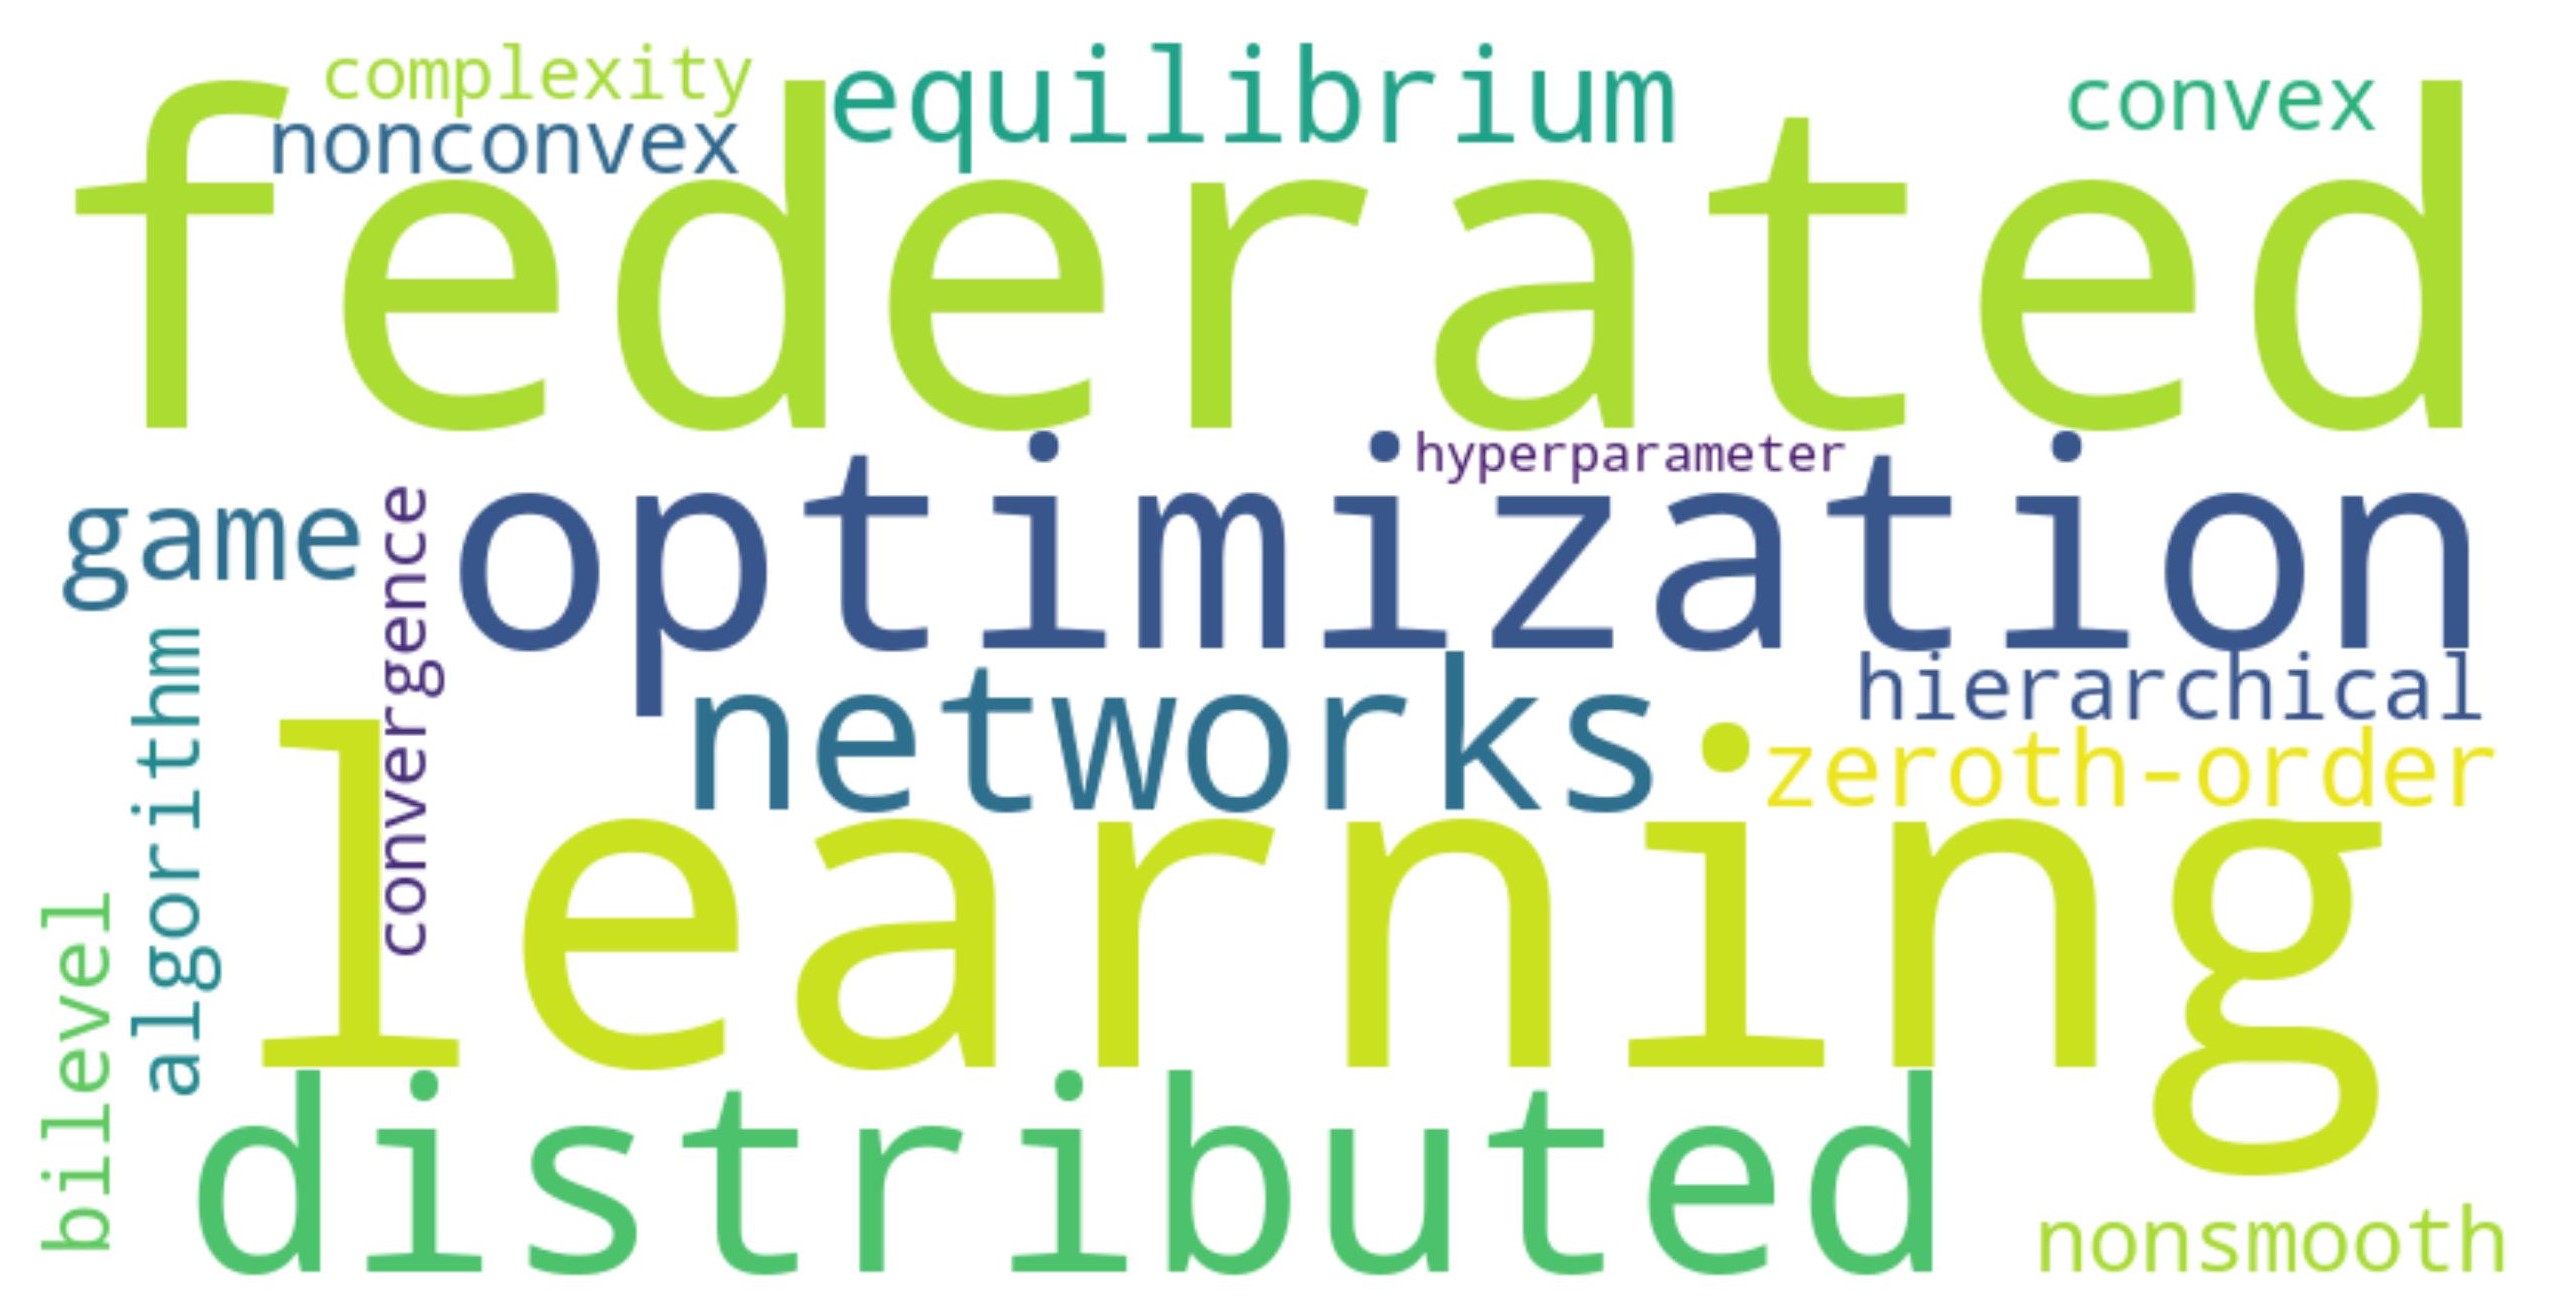 complexity
equilibrium
convex
nonconvex
federated
hyperparameter
game
convergence
optimization
algorithm
networks
hierarchical
zeroth-order
learning
bilevel
distributed
nonsmooth